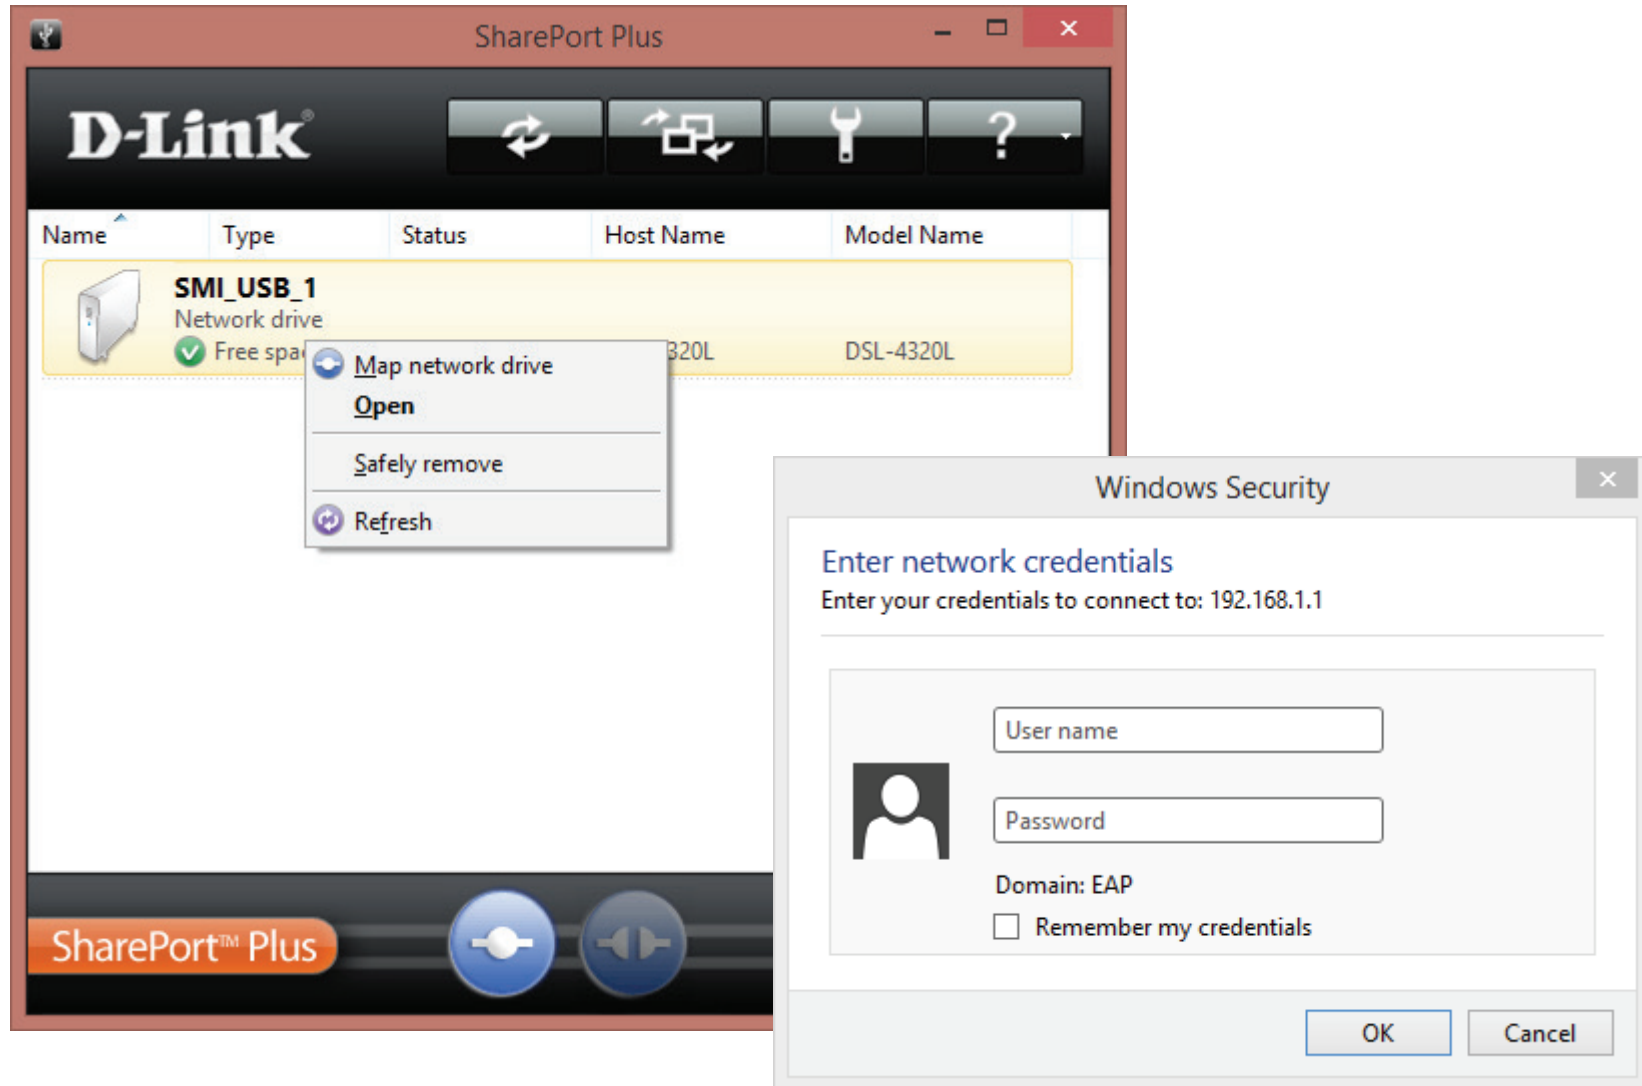 SharePort Plus
D-Link®
?
Name Type Status Host Name Model Name
SMI_USB_1
Network drive
Free 320L DSL-4320L
Map network drive
Open
Safely remove
Refresh
SharePort™ Plus
Windows Security
Enter network credentials
Enter your credentials to connect to: 192.168.1.1
User name
Password
Domain: EAP
Remember my credentials
OK Cancel